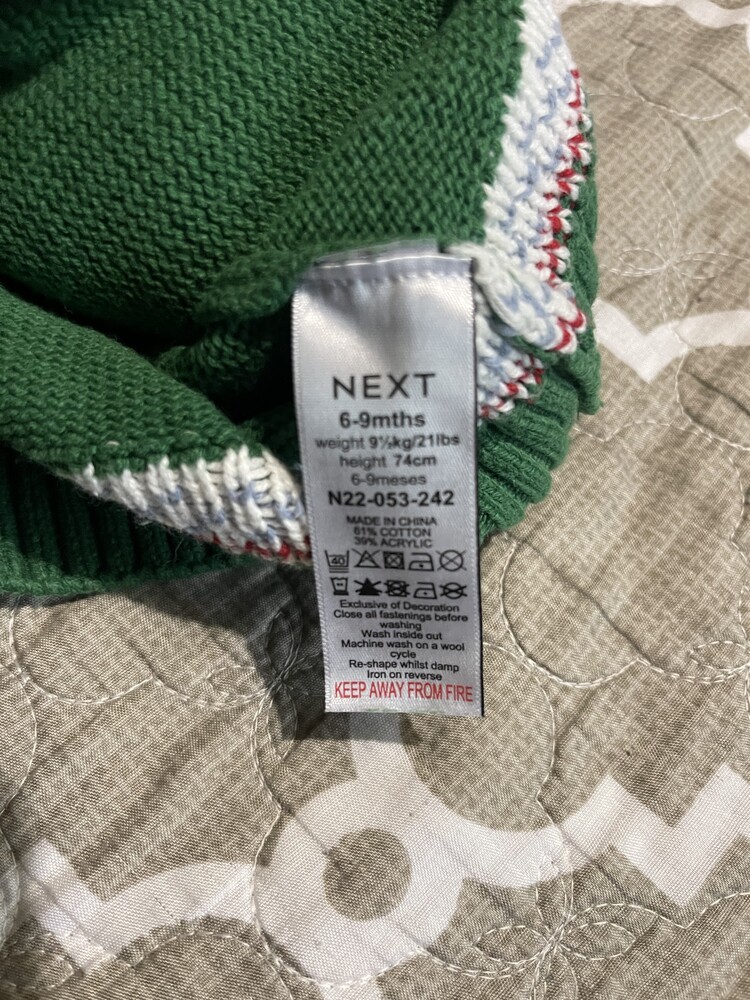 NEXT
6-9mths
weight 9½kg/21lbs
height 74cm
6-9meses
N22-053-242
MADE IN CHINA
61% COTTON
39% ACRYLIC
40
Exclusive of Decoration
Close all fastenings before
washing
Wash inside out
Machine wash on a wool
cycle
Re-shape whilst damp
Iron on reverse
KEEP AWAY FROM FIRE